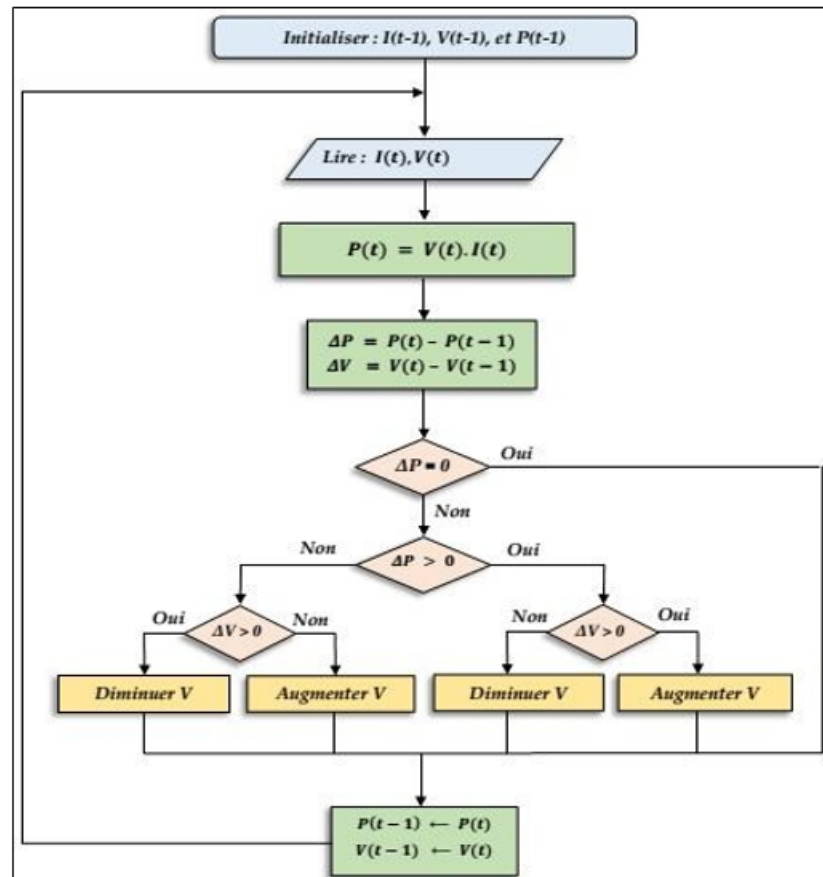 Initialiser : I(t-1), V(t-1), et P(t-1)
Lire : I(t),V(t)
P(t) = V(t).I(t)
ΔP = P(t) – P(t − 1)
ΔV = V(t) – V(t − 1)
ΔP = 0
Oui
Non
Non
ΔP > 0
Oui
Oui
ΔV > 0
Non
Non
ΔV > 0
Oui
Diminuer V
Augmenter V
Diminuer V
Augmenter V
P(t − 1) ← P(t)
V(t − 1) ← V(t)